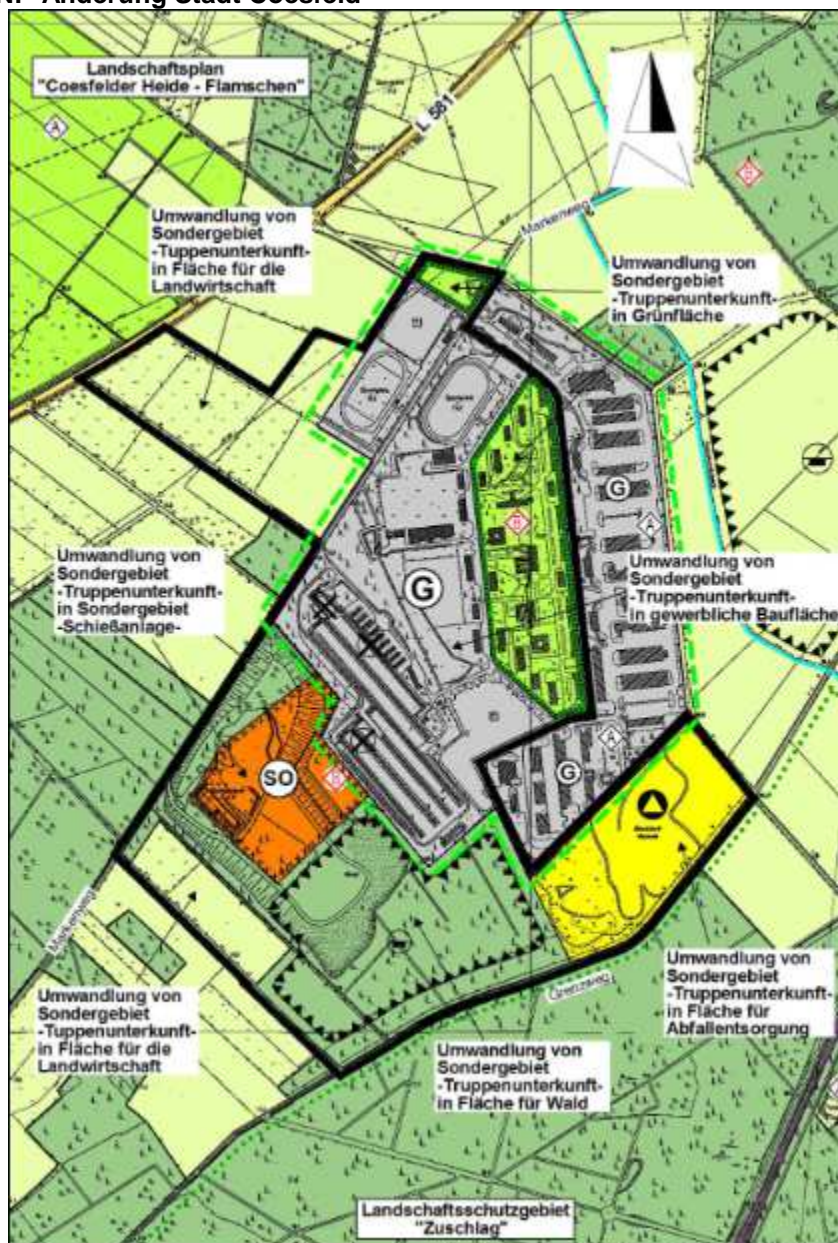 Änderung Stadt Coesfeld
Landschaftsplan
"Coesfelder Heide - Flamschen"
A
L 581
B
Markenweg
Umwandlung von
Sondergebiet
-Tuppenunterkunft-
in Fläche für die
Landwirtschaft
Umwandlung von
Sondergebiet
-Truppenunterkunft-
in Grünfläche
G
A
B
Umwandlung von
Sondergebiet
-Truppenunterkunft-
in Sondergebiet
-Schießanlage-
G
Umwandlung von
Sondergebiet
-Truppenunterkunft-
in gewerbliche Baufläche
A
G
SO
B
Markenweg
Grenzweg
Umwandlung von
Sondergebiet
-Truppenunterkunft-
in Fläche für
Abfallentsorgung
Umwandlung von
Sondergebiet
-Tuppenunterkunft-
in Fläche für die
Landwirtschaft
Umwandlung von
Sondergebiet
-Truppenunterkunft-
in Fläche für Wald
Landschaftsschutzgebiet
"Zuschlag"